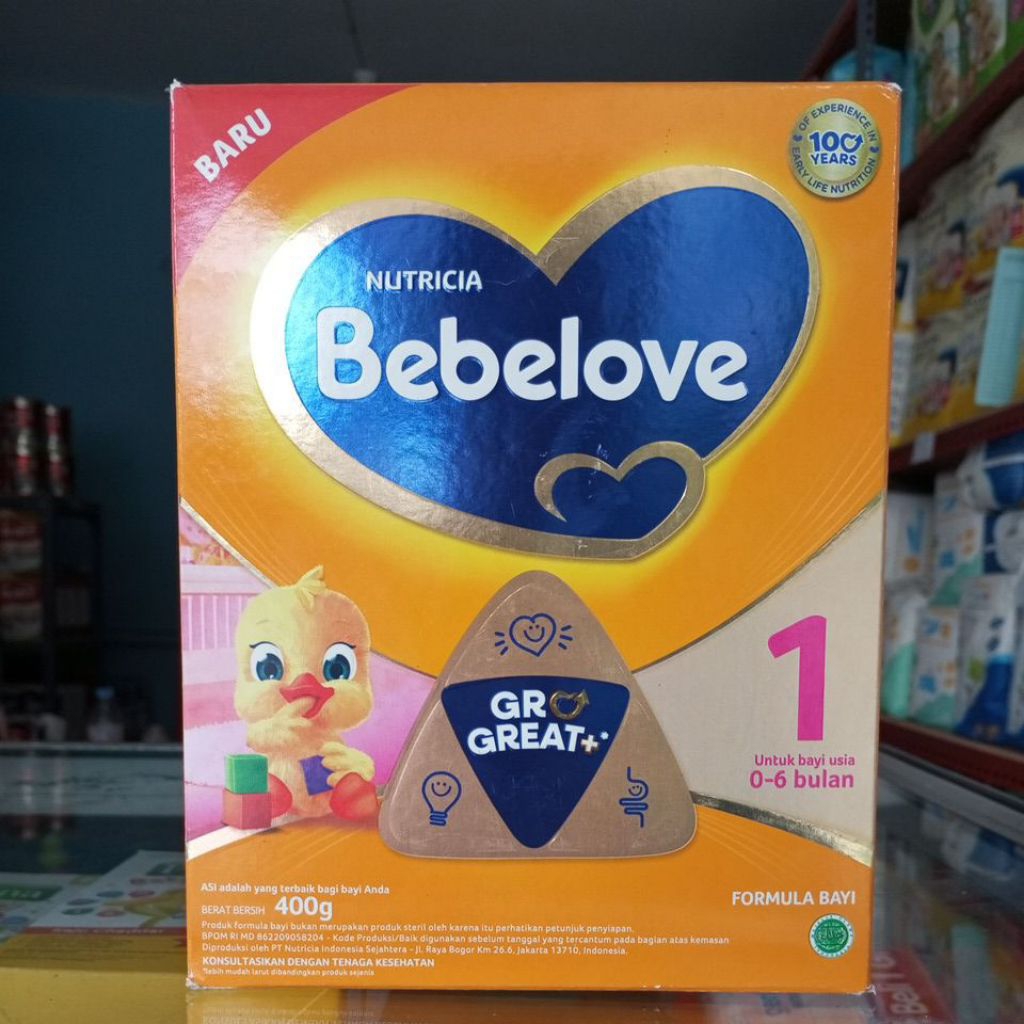 BARU
OF EXPERIENCE IN
100
YEARS
EARLY LIFE NUTRITION
NUTRICIA
Bebelove
GRO
GREAT+*
1
Untuk bayi usia
0-6 bulan
ASI adalah yang terbaik bagi bayi Anda
BERAT BERSIH 400g
FORMULA BAYI
Produk formula bayi bukan merupakan produk steril oleh karena itu perhatikan petunjuk penyiapan.
BPOM RI MD 862209058204 - Kode Produksi/Baik digunakan sebelum tanggal yang tercantum pada bagian atas kemasan
Diproduksi oleh PT Nutricia Indonesia Sejahtera - Jl. Raya Bogor Km 26.6, Jakarta 13710, Indonesia.
KONSULTASIKAN DENGAN TENAGA KESEHATAN
*lebih mudah larut dibandingkan produk sejenis